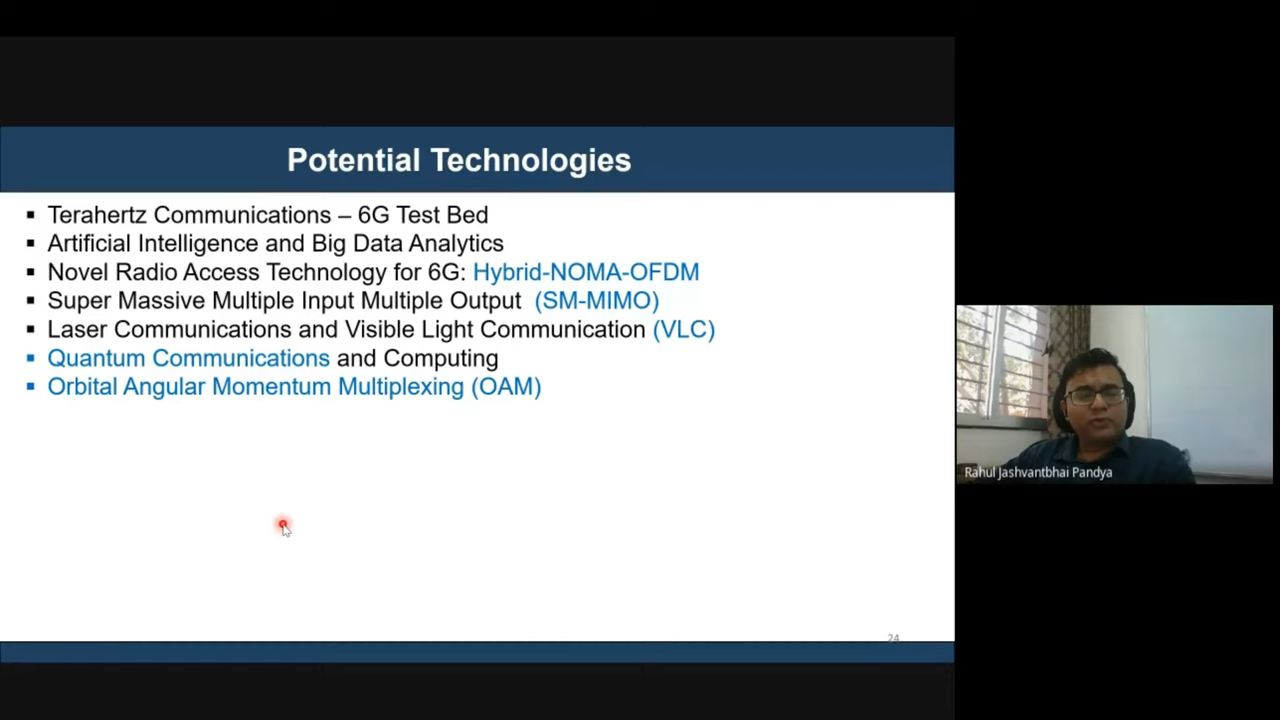 Potential Technologies
▪ Terahertz Communications – 6G Test Bed
▪ Artificial Intelligence and Big Data Analytics
▪ Novel Radio Access Technology for 6G: Hybrid-NOMA-OFDM
▪ Super Massive Multiple Input Multiple Output (SM-MIMO)
▪ Laser Communications and Visible Light Communication (VLC)
▪ Quantum Communications and Computing
▪ Orbital Angular Momentum Multiplexing (OAM)
24
Rahul Jashvantbhai Pandya